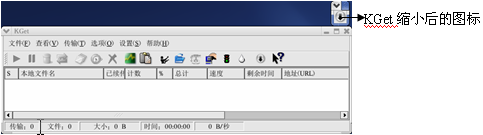 KGet 缩小后的图标
KGet
文件(F) 查看(V) 传输(T) 选项(O) 设置(S) 帮助(H)
S 本地文件名 已续传 计数 % 总计 速度 剩余时间 地址(URL)
传输: 0 文件: 0 大小: 0 B 时间: 00:00:00 0 B/秒